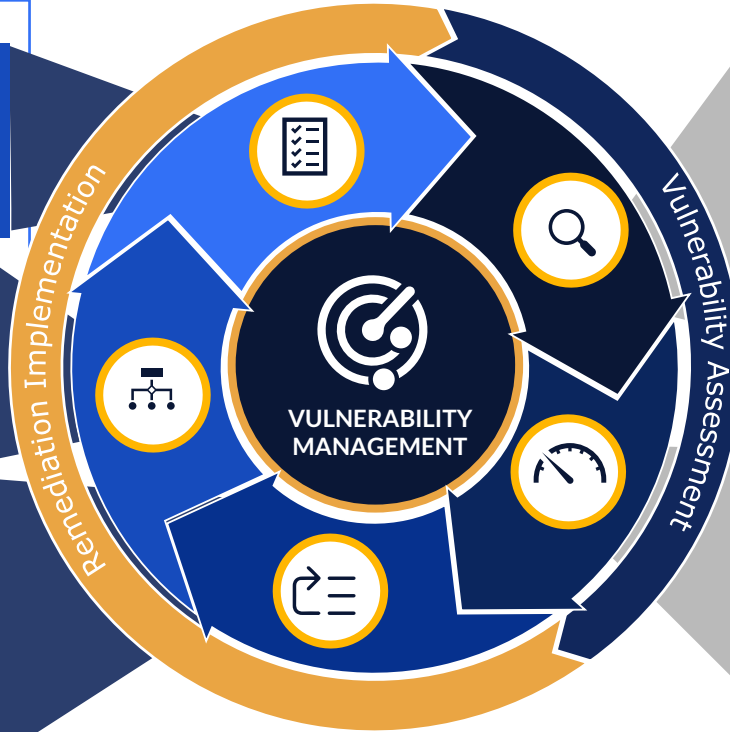 Remediation Implementation
Vulnerability Assessment
VULNERABILITY
MANAGEMENT